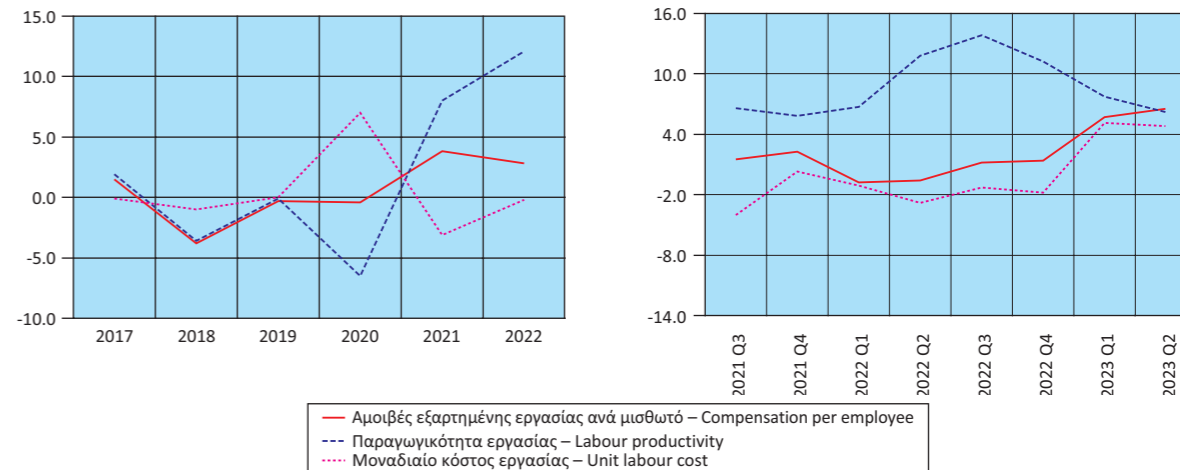 15.0
10.0
5.0
0.0
-5.0
-10.0
2017 2018 2019 2020 2021 2022
16.0
10.0
4.0
-2.0
-8.0
-14.0
2021 Q3
2021 Q4
2022 Q1
2022 Q2
2022 Q3
2022 Q4
2023 Q1
2023 Q2
Αμοιβές εξαρτημένης εργασίας ανά μισθωτό – Compensation per employee
Παραγωγικότητα εργασίας – Labour productivity
Μοναδιαίο κόστος εργασίας – Unit labour cost